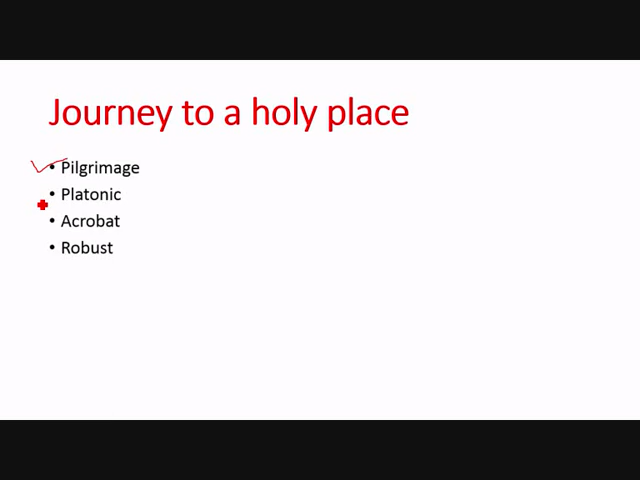 Journey to a holy place
• Pilgrimage
• Platonic
• Acrobat
• Robust